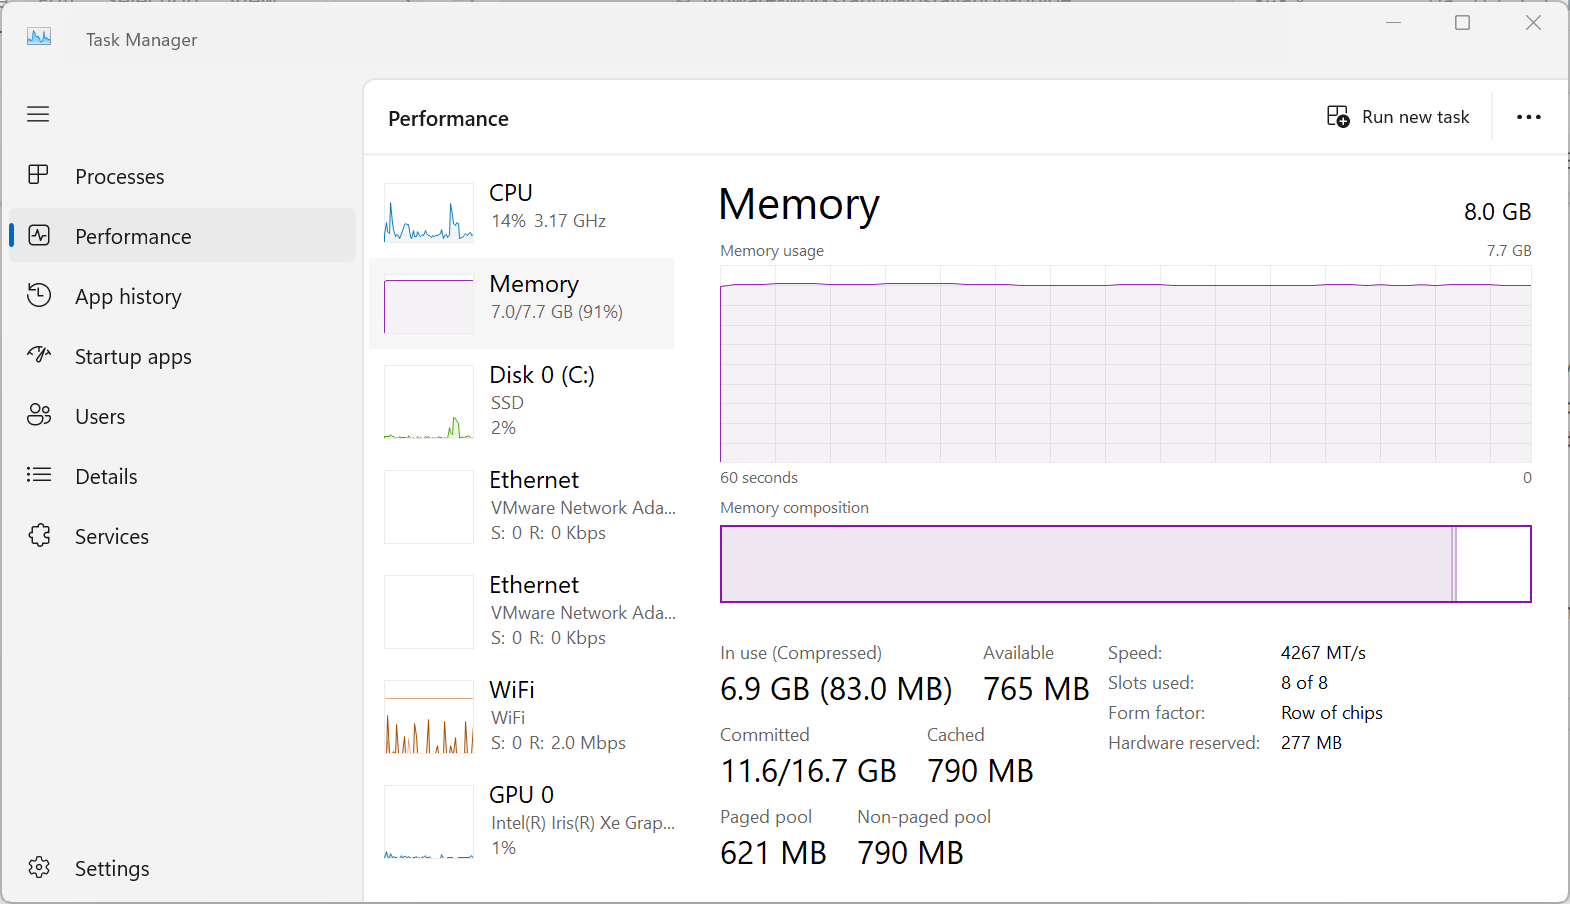 Task Manager
Processes
Performance
App history
Startup apps
Users
Details
Services
Settings
Performance
Run new task
CPU
14% 3.17 GHz
Memory
7.0/7.7 GB (91%)
Disk 0 (C:)
SSD
2%
Ethernet
VMware Network Ada...
S: 0 R: 0 Kbps
Ethernet
VMware Network Ada...
S: 0 R: 0 Kbps
WiFi
WiFi
S: 0 R: 2.0 Mbps
GPU 0
Intel(R) Iris(R) Xe Grap...
1%
Memory
8.0 GB
Memory usage
7.7 GB
60 seconds
0
Memory composition
In use (Compressed)
6.9 GB (83.0 MB)
Available
765 MB
Committed
11.6/16.7 GB
Cached
790 MB
Paged pool
621 MB
Non-paged pool
790 MB
Speed: 4267 MT/s
Slots used: 8 of 8
Form factor: Row of chips
Hardware reserved: 277 MB